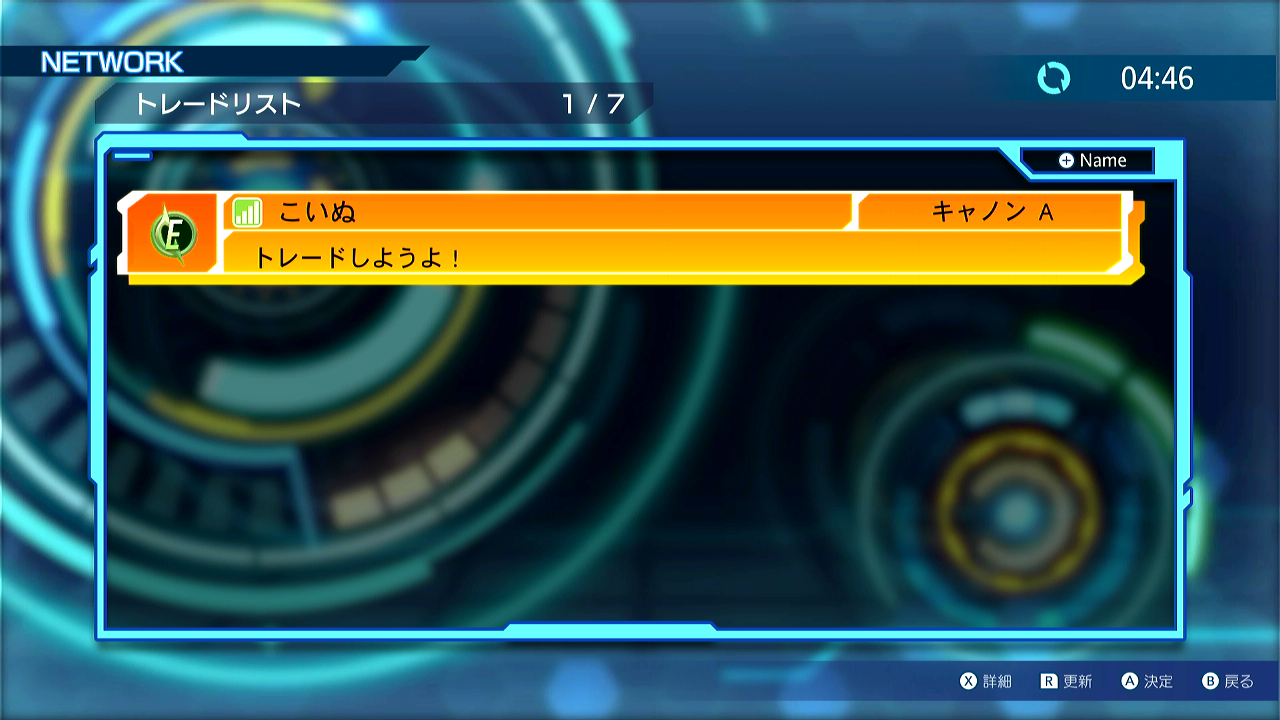 NETWORK
トレードリスト 1 / 7
04:46
Name
こいぬ キャノン A
E
トレードしようよ！
X 詳細 R 更新 A 決定 B 戻る